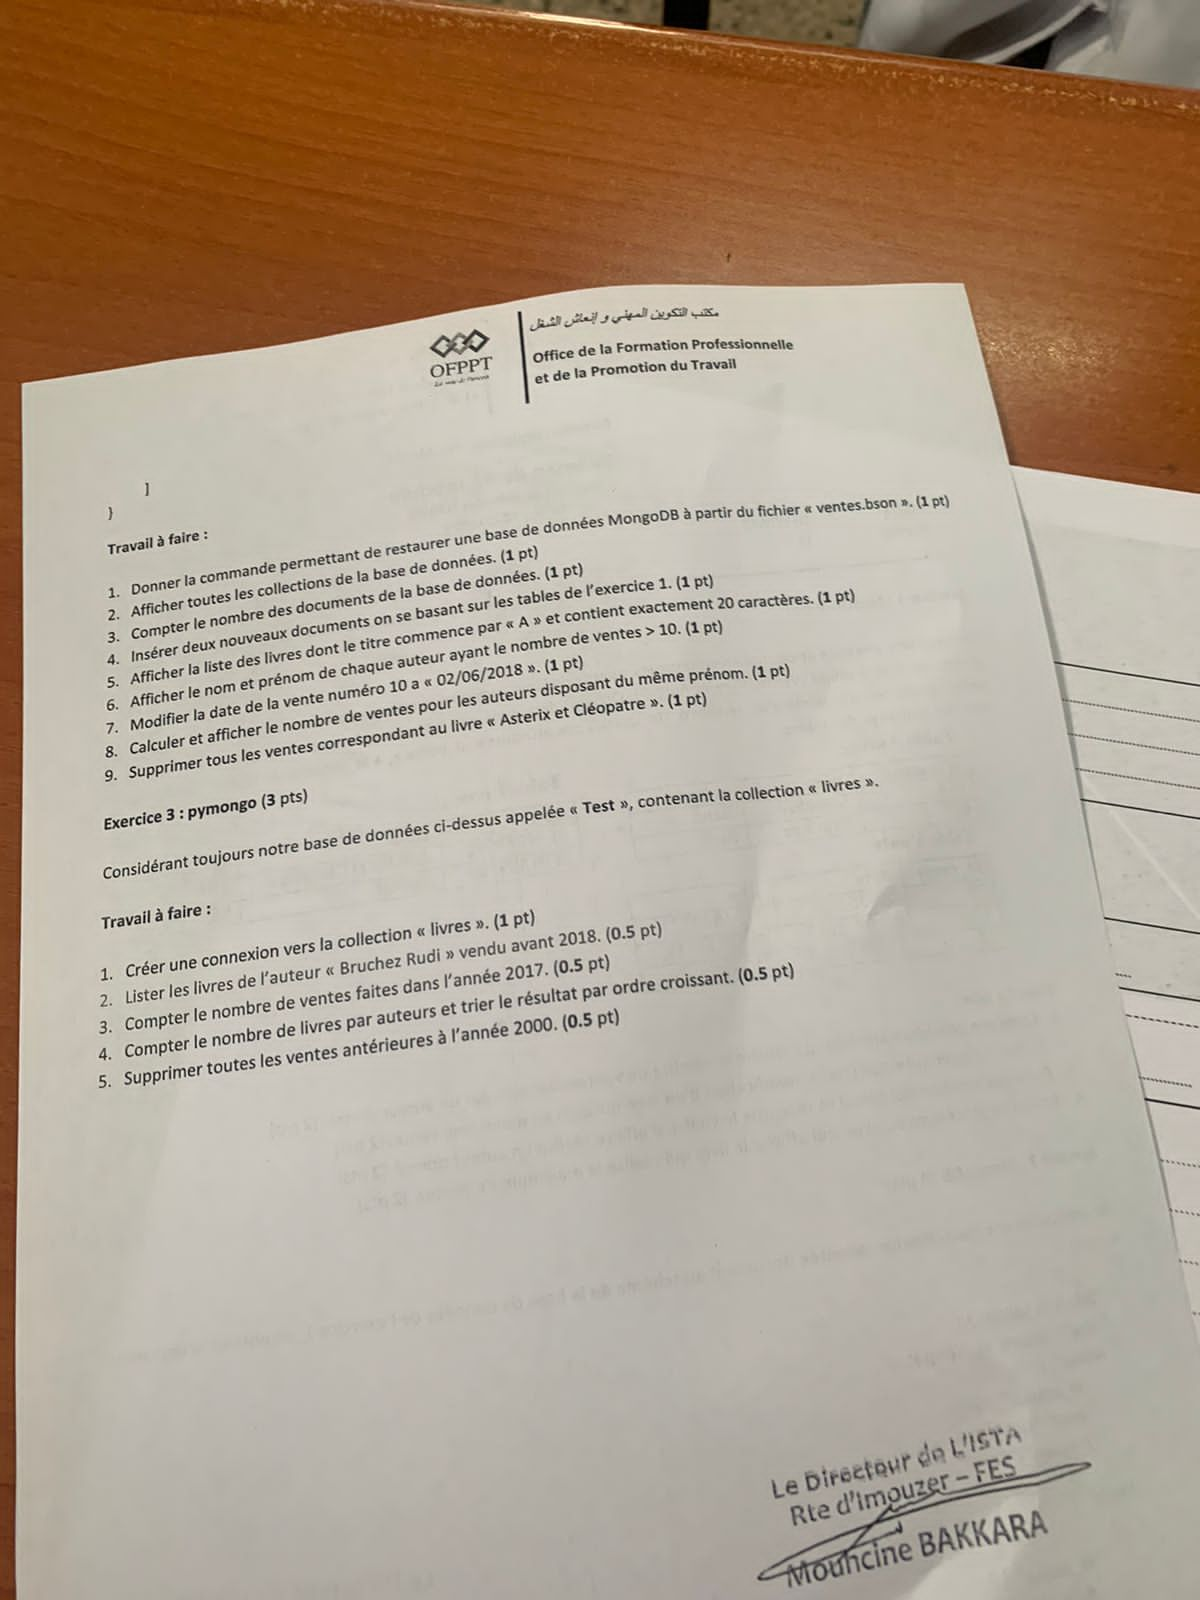 مكتب التكوين المهني و إنعاش الشغل
OFPPT
Office de la Formation Professionnelle
et de la Promotion du Travail
]
}
Travail à faire :
1. Donner la commande permettant de restaurer une base de données MongoDB à partir du fichier « ventes.bson ». (1 pt)
2. Afficher toutes les collections de la base de données. (1 pt)
3. Compter le nombre des documents de la base de données. (1 pt)
4. Insérer deux nouveaux documents on se basant sur les tables de l'exercice 1. (1 pt)
5. Afficher la liste des livres dont le titre commence par « A » et contient exactement 20 caractères. (1 pt)
6. Afficher le nom et prénom de chaque auteur ayant le nombre de ventes > 10. (1 pt)
7. Modifier la date de la vente numéro 10 a « 02/06/2018 ». (1 pt)
8. Calculer et afficher le nombre de ventes pour les auteurs disposant du même prénom. (1 pt)
9. Supprimer tous les ventes correspondant au livre « Asterix et Cléopatre ». (1 pt)
Exercice 3 : pymongo (3 pts)
Considérant toujours notre base de données ci-dessus appelée « Test », contenant la collection « livres ».
Travail à faire :
1. Créer une connexion vers la collection « livres ». (1 pt)
2. Lister les livres de l'auteur « Bruchez Rudi » vendu avant 2018. (0.5 pt)
3. Compter le nombre de ventes faites dans l'année 2017. (0.5 pt)
4. Compter le nombre de livres par auteurs et trier le résultat par ordre croissant. (0.5 pt)
5. Supprimer toutes les ventes antérieures à l'année 2000. (0.5 pt)
Le Directeur de L'ISTA
Rte d'Imouzer – FES
Mouhcine BAKKARA